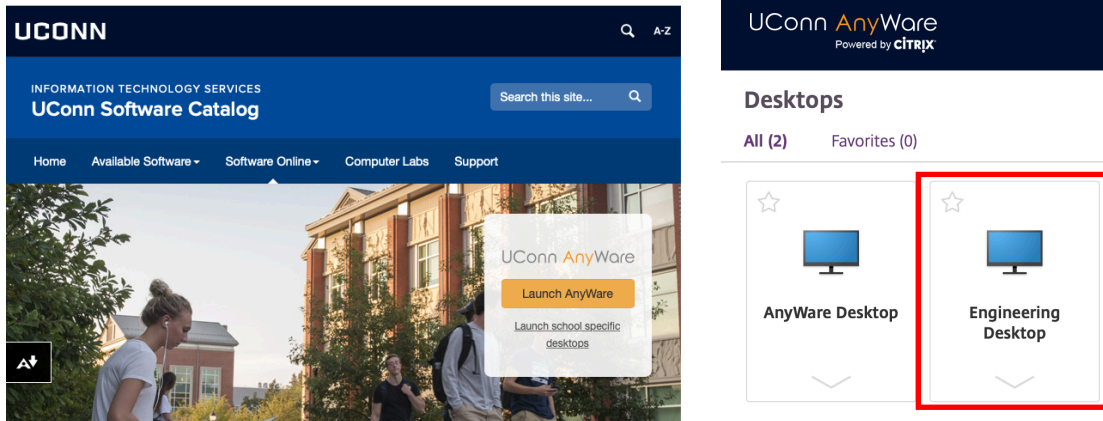 UCONN
A-Z
INFORMATION TECHNOLOGY SERVICES
UConn Software Catalog
Search this site...
Home Available Software Software Online Computer Labs Support
UConn AnyWare
Launch AnyWare
Launch school specific
desktops
A
UConn AnyWare
Powered by CİTRIX
Desktops
All (2) Favorites (0)
AnyWare Desktop
Engineering
Desktop